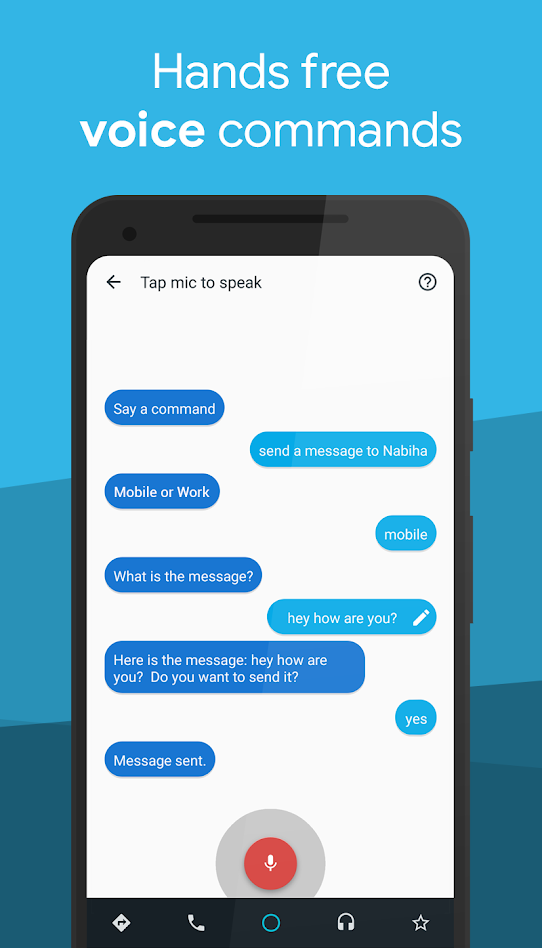 Hands free
voice commands
Tap mic to speak
Say a command
send a message to Nabiha
Mobile or Work
mobile
What is the message?
hey how are you?
Here is the message: hey how are
you?  Do you want to send it?
yes
Message sent.